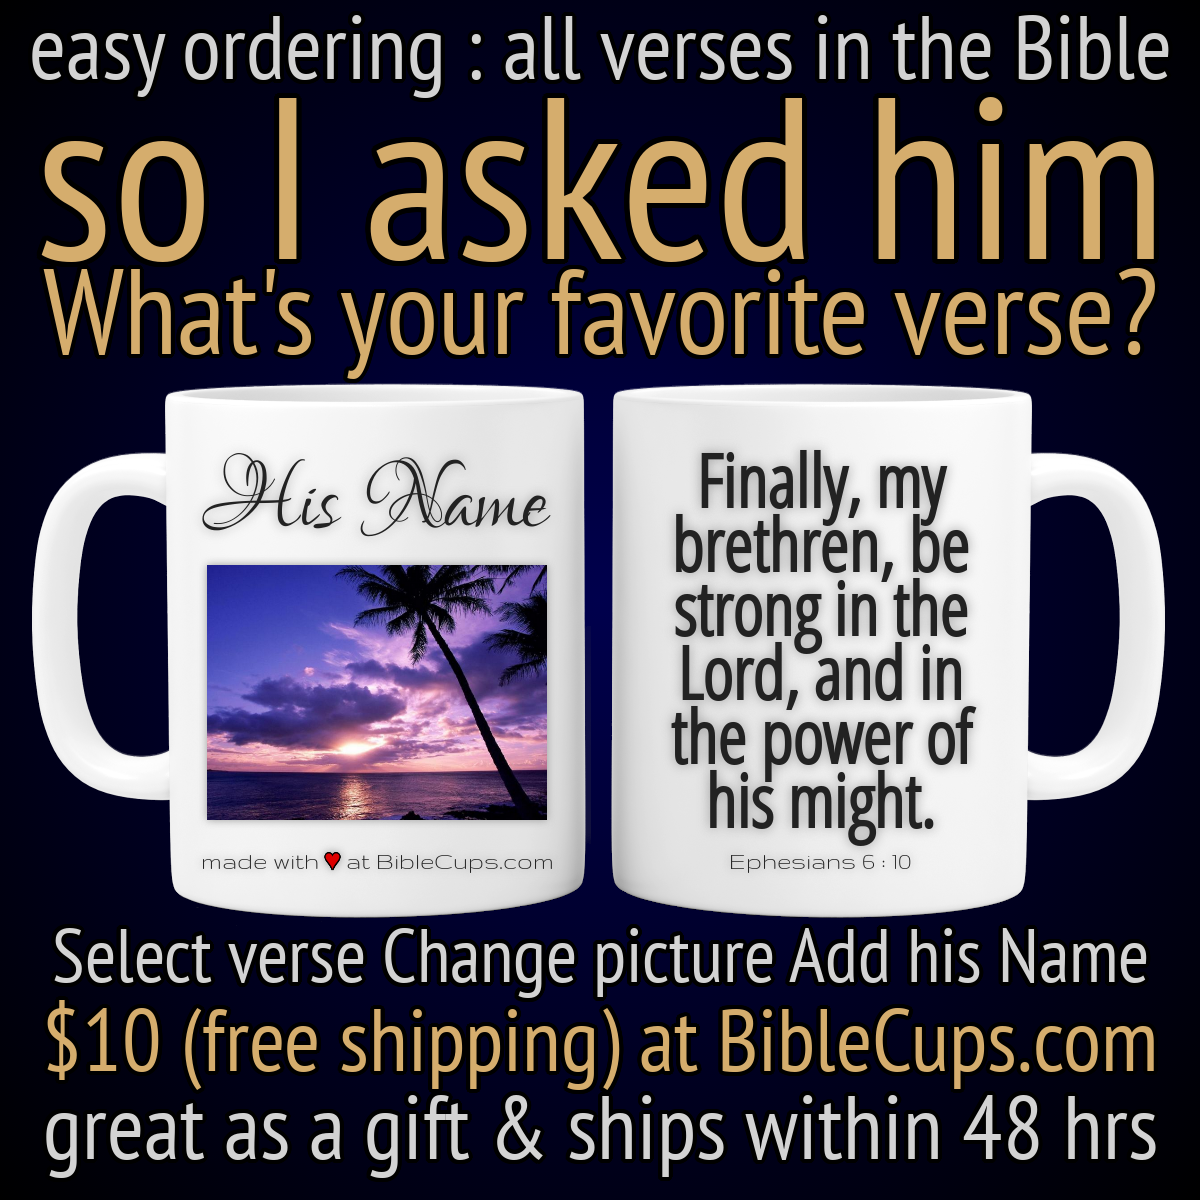 easy ordering : all verses in the Bible
so I asked him
What's your favorite verse?
His Name
made with ♥ at BibleCups.com
Finally, my
brethren, be
strong in the
Lord, and in
the power of
his might.
Ephesians 6 : 10
Select verse Change picture Add his Name
$10 (free shipping) at BibleCups.com
great as a gift & ships within 48 hrs